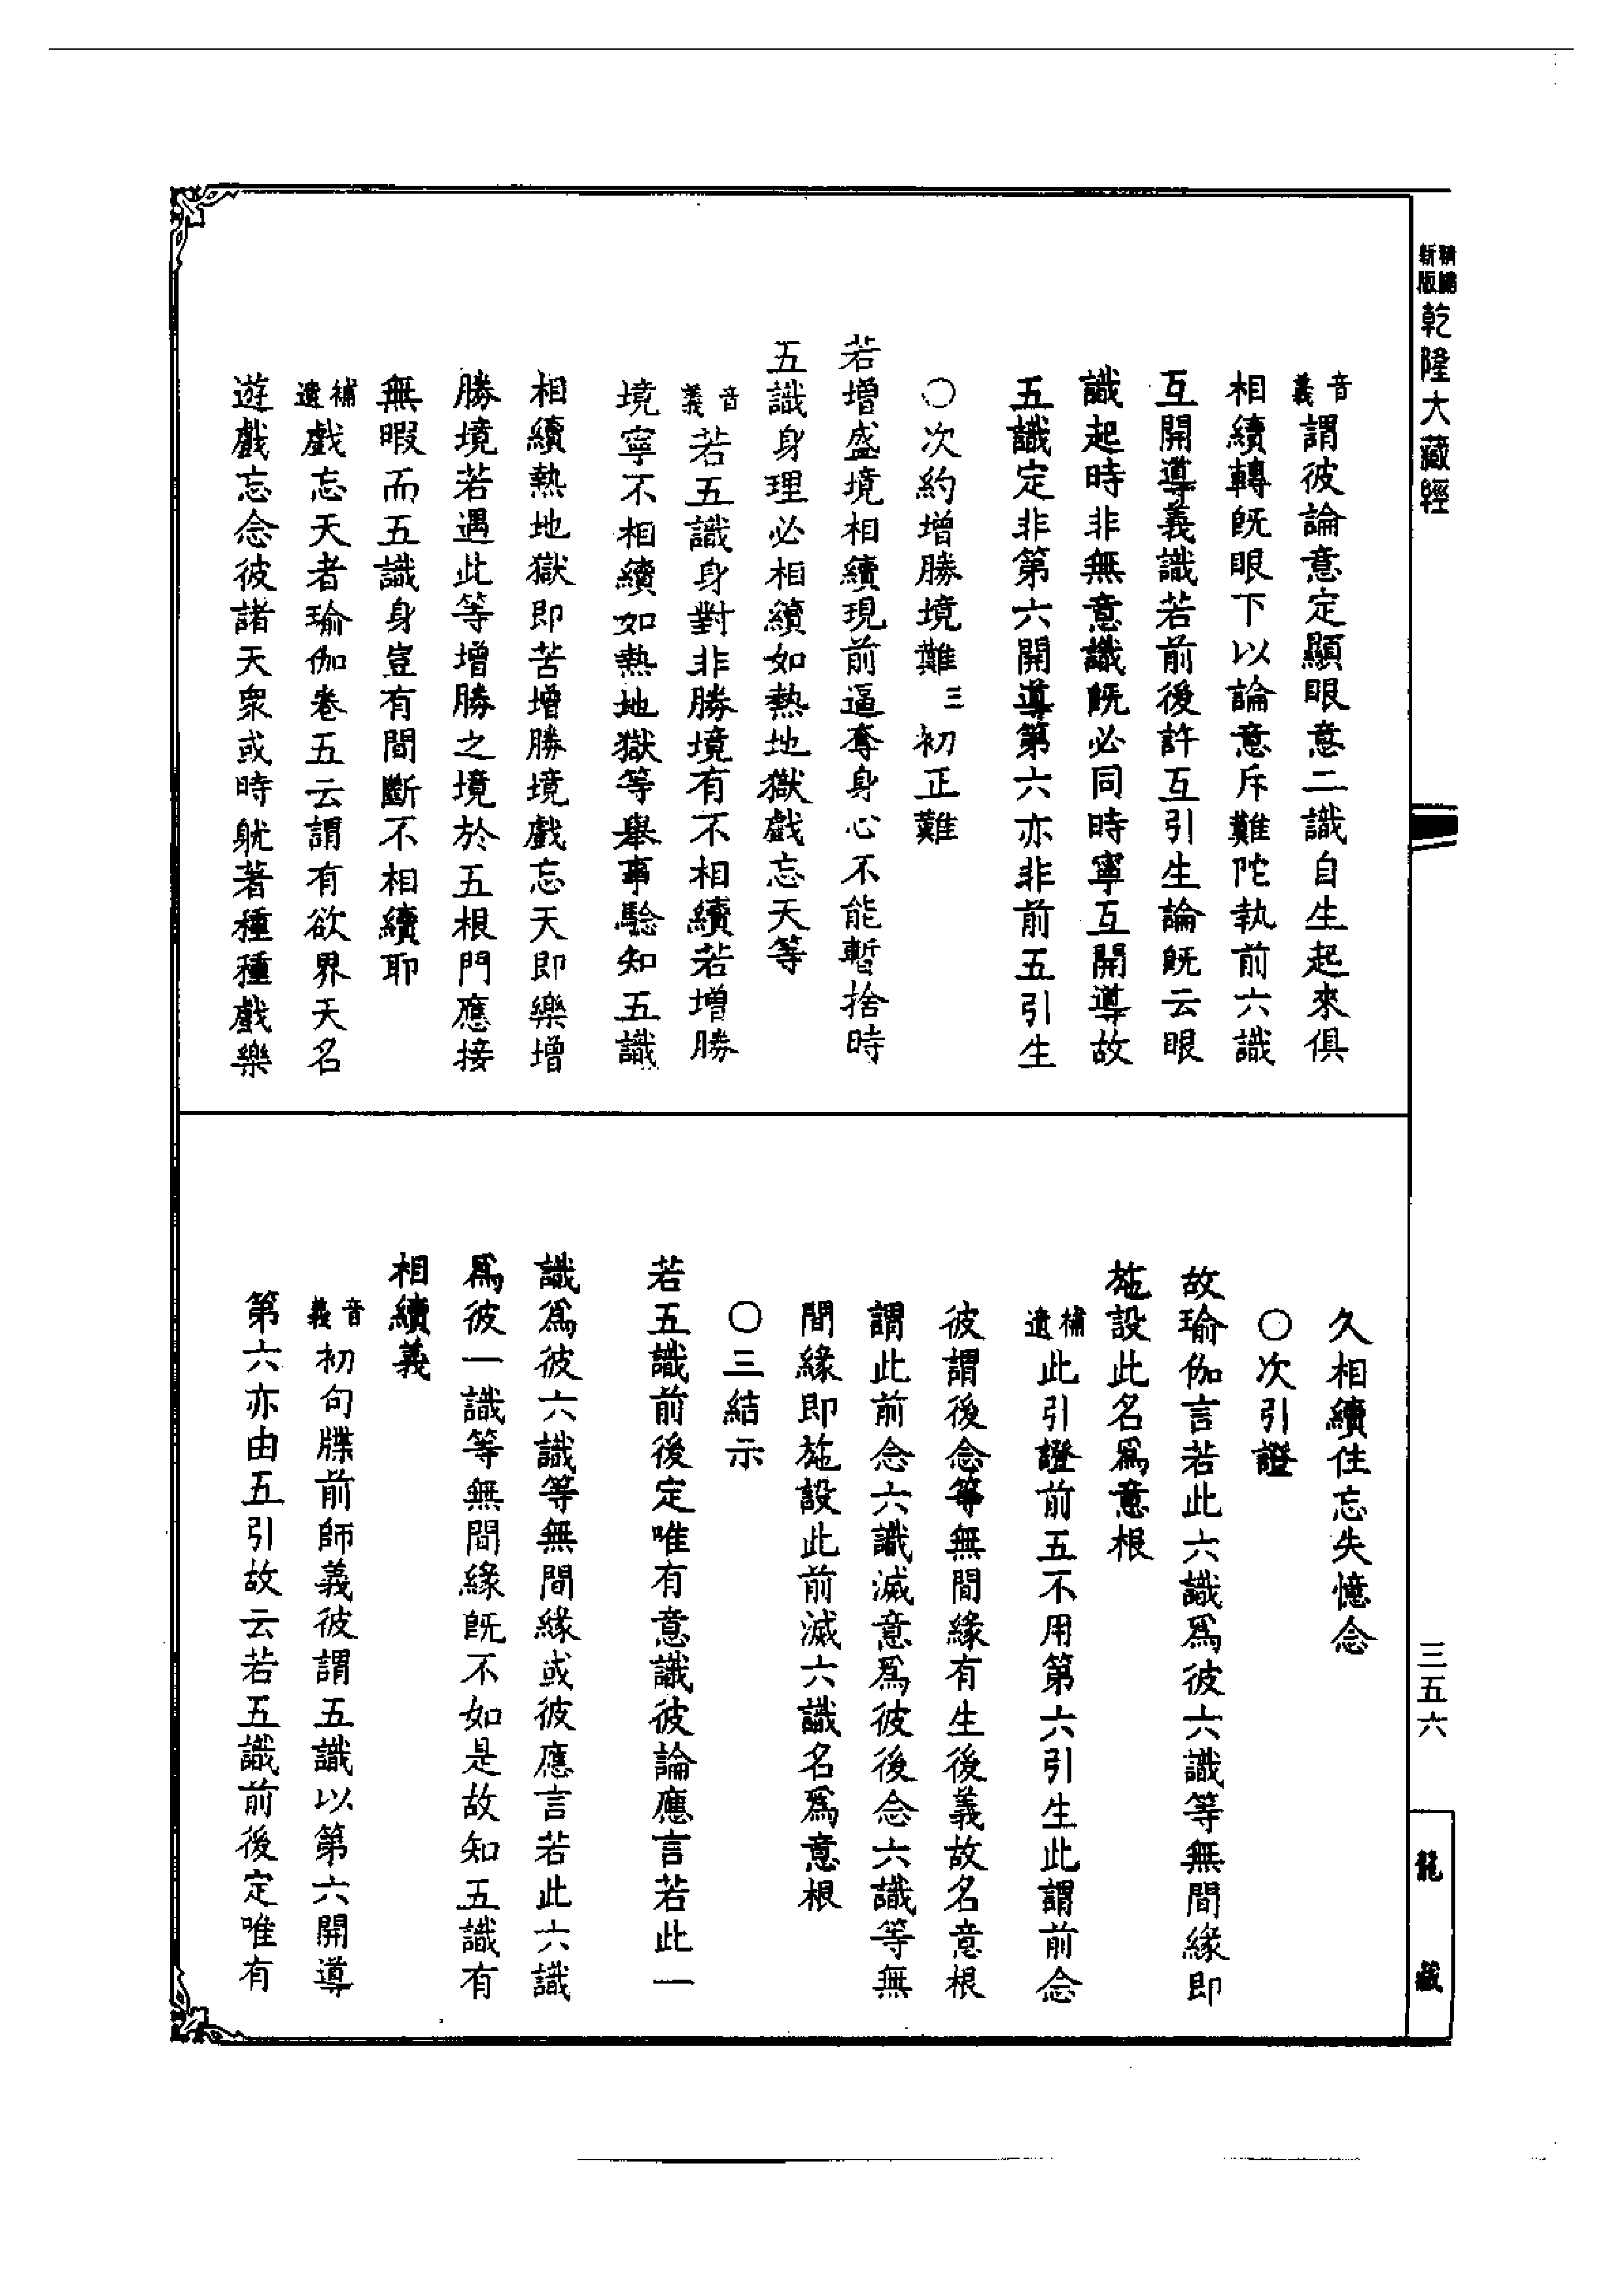 新版精編乾隆大藏經
音義謂彼論意定顯眼意二識自生起來俱
相續轉旣眼下以論意斥難陀執前六識
互開導義識若前後許互引生論旣云眼
識起時非無意識旣必同時寧互開導故
五識定非第六開導第六亦非前五引生
○次約增勝境難三初正難
若增盛境相續現前逼奪身心不能暫捨時
五識身理必相續如熱地獄戲忘天等
音義若五識身對非勝境有不相續若增勝
境寧不相續如熱地獄等舉事驗知五識
相續熱地獄即苦增勝境戲忘天即樂增
勝境若遇此等增勝之境於五根門應接
無暇而五識身豈有間斷不相續耶
補遺戲忘天者瑜伽卷五云謂有欲界天名
遊戲忘念彼諸天衆或時躭著種種戲樂
久相續住忘失憶念
○次引證
故瑜伽言若此六識爲彼六識等無間緣即
施設此名爲意根
補遺此引證前五不用第六引生此謂前念
彼謂後念等無間緣有生後義故名意根
謂此前念六識滅意爲彼後念六識等無
間緣即施設此前滅六識名爲意根
○三結示
若五識前後定唯有意識彼論應言若此一
識爲彼六識等無間緣或彼應言若此六識
爲彼一識等無間緣旣不如是故知五識有
相續義
音義初句牒前師義彼謂五識以第六開導
第六亦由五引故云若五識前後定唯有
三五六
龍藏